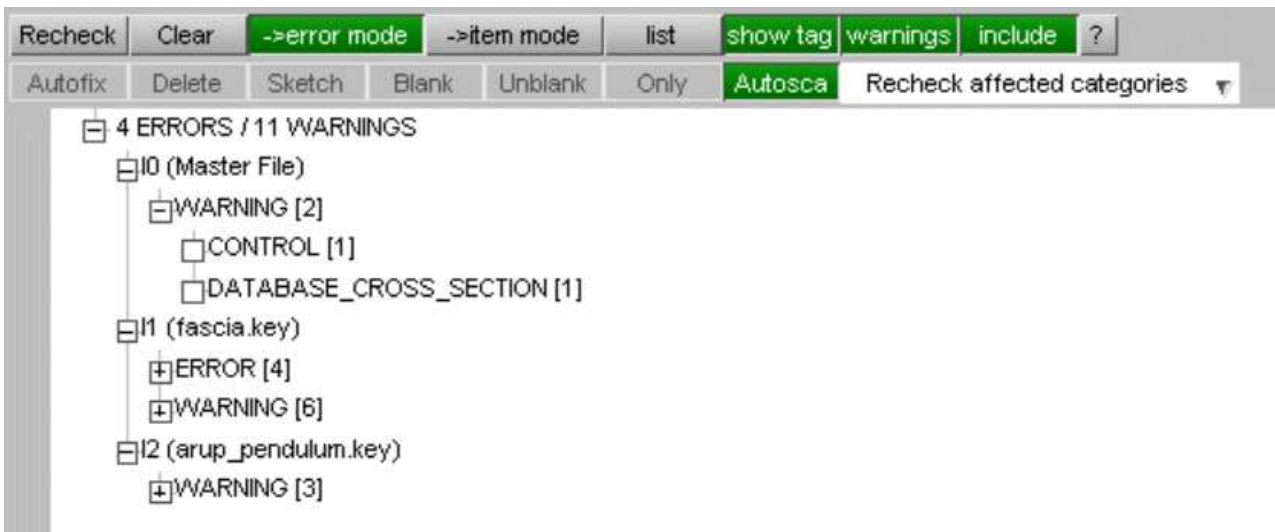 Recheck Clear ->error mode ->item mode list show tag warnings include ?
Autofix Delete Sketch Blank Unblank Only Autosca Recheck affected categories
4 ERRORS / 11 WARNINGS
I0 (Master File)
WARNING [2]
CONTROL [1]
DATABASE_CROSS_SECTION [1]
I1 (fascia.key)
ERROR [4]
WARNING [6]
I2 (arup_pendulum.key)
WARNING [3]